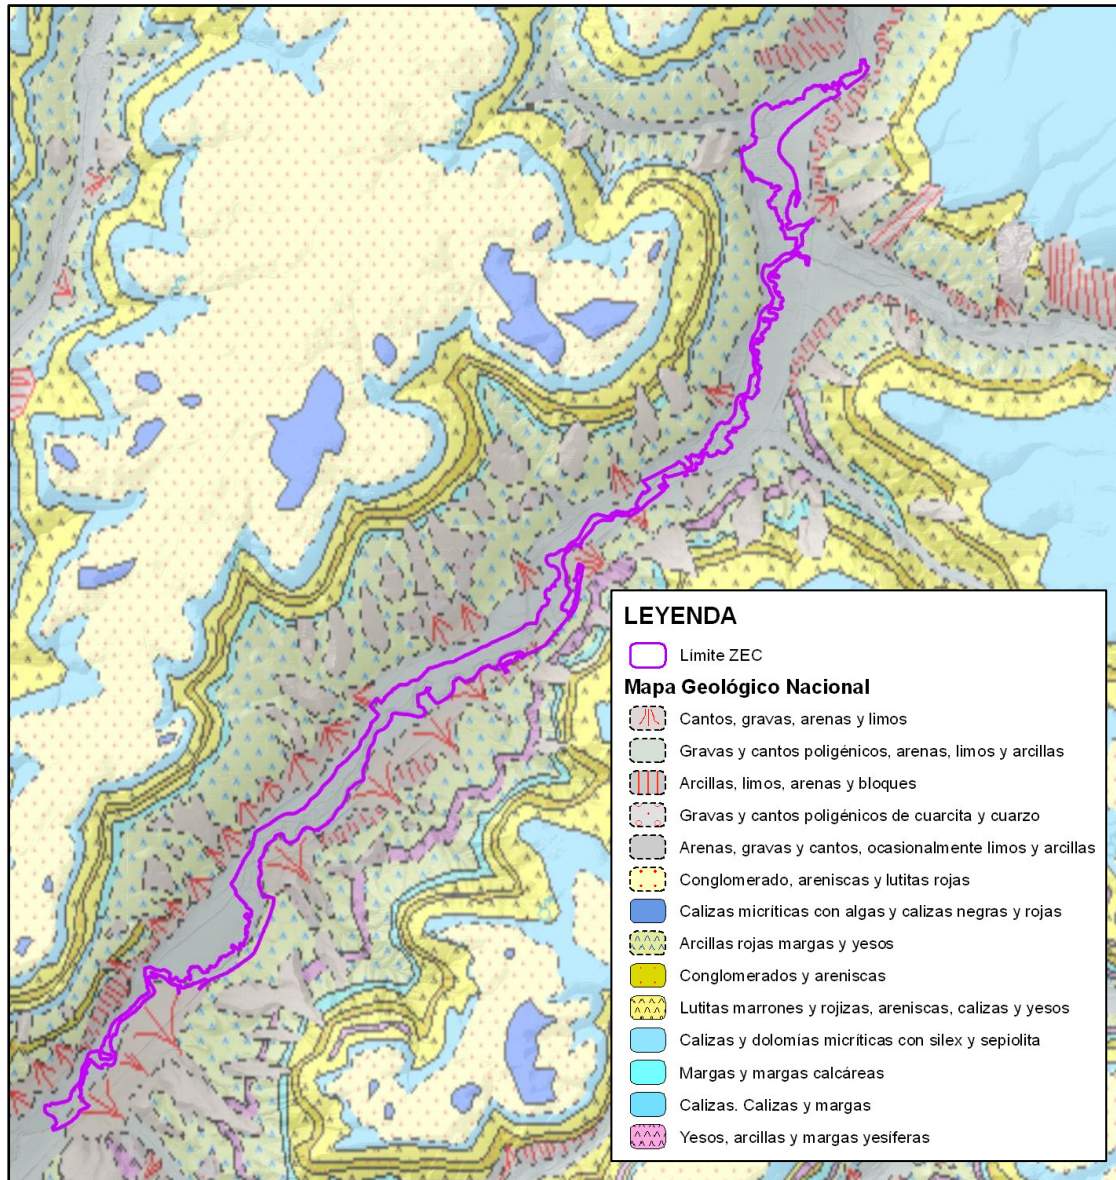 LEYENDA
Límite ZEC
Mapa Geológico Nacional
Cantos, gravas, arenas y limos
Gravas y cantos poligénicos, arenas, limos y arcillas
Arcillas, limos, arenas y bloques
Gravas y cantos poligénicos de cuarcita y cuarzo
Arenas, gravas y cantos, ocasionalmente limos y arcillas
Conglomerado, areniscas y lutitas rojas
Calizas micríticas con algas y calizas negras y rojas
Arcillas rojas margas y yesos
Conglomerados y areniscas
Lutitas marrones y rojizas, areniscas, calizas y yesos
Calizas y dolomías micríticas con silex y sepiolita
Margas y margas calcáreas
Calizas. Calizas y margas
Yesos, arcillas y margas yesíferas